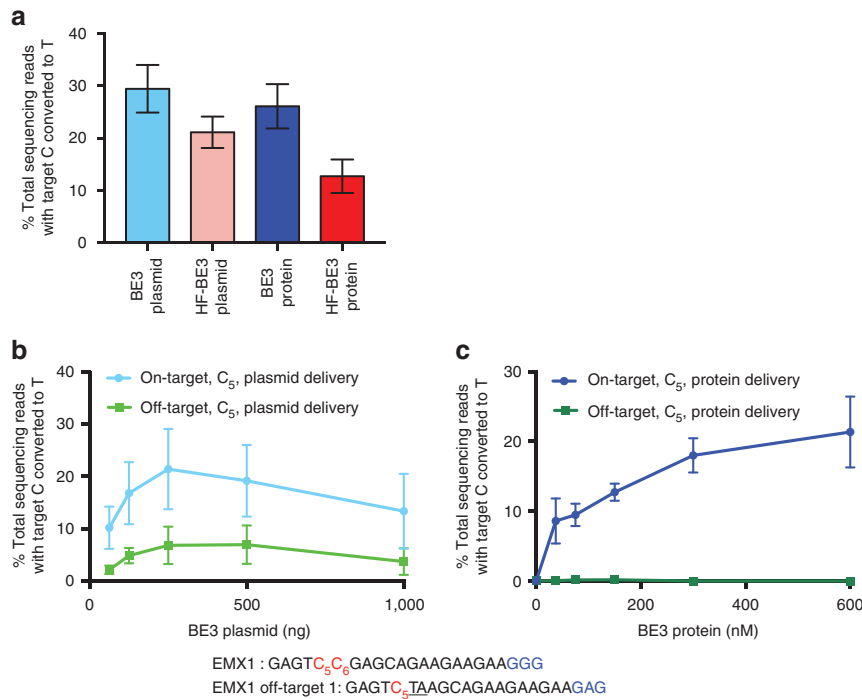 a
% Total sequencing reads
with target C converted to T
40
30
20
10
0
BE3
plasmid
HF-BE3
plasmid
BE3
protein
HF-BE3
protein
b
% Total sequencing reads
with target C converted to T
40
30
20
10
0
On-target, C₅, plasmid delivery
Off-target, C₅, plasmid delivery
0
500
1,000
BE3 plasmid (ng)
c
% Total sequencing reads
with target C converted to T
30
20
10
0
On-target, C₅, protein delivery
Off-target, C₅, protein delivery
0
200
400
600
BE3 protein (nM)
EMX1 : GAGTC₅C₆GAGCAGAAGAAGAAGGG
EMX1 off-target 1: GAGTC₅TAAGCAGAAGAAGAAGAG